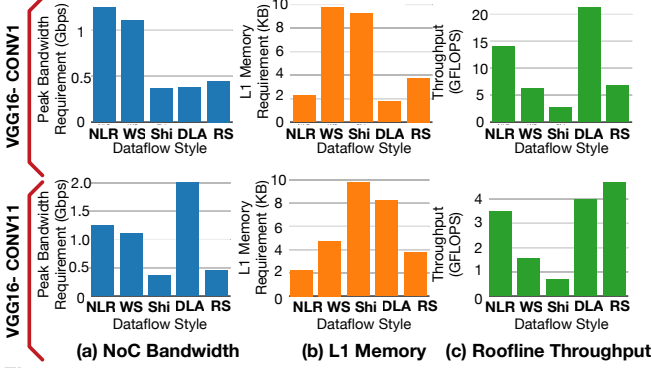 VGG16- CONV1
Peak Bandwidth
Requirement (Gbps)
1
0.5
0
NLR WS Shi DLA RS
Dataflow Style
L1 Memory
Requirement (KB)
10
8
6
4
2
0
NLR WS Shi DLA RS
Dataflow Style
Throughput
(GFLOPS)
20
15
10
5
0
NLR WS Shi DLA RS
Dataflow Style
VGG16- CONV11
Peak Bandwidth
Requirement (Gbps)
2.0
1.5
1.0
0.5
0
NLR WS Shi DLA RS
Dataflow Style
L1 Memory
Requirement (KB)
10
8
6
4
2
0
NLR WS Shi DLA RS
Dataflow Style
Throughput
(GFLOPS)
4
3
2
1
0
NLR WS Shi DLA RS
Dataflow Style
(a) NoC Bandwidth
(b) L1 Memory
(c) Roofline Throughput